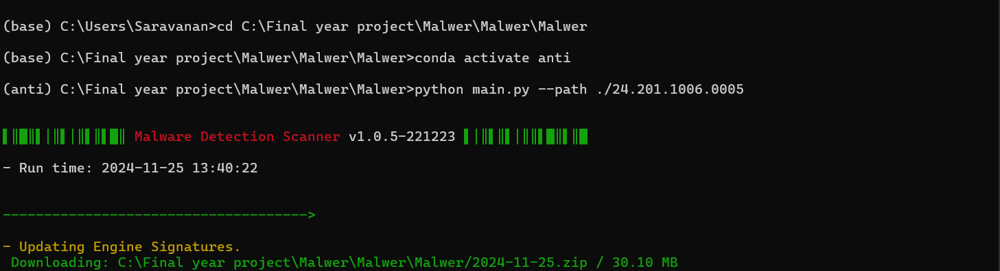 (base) C:\Users\Saravanan>cd C:\Final year project\Malwer\Malwer\Malwer
(base) C:\Final year project\Malwer\Malwer\Malwer>conda activate anti
(anti) C:\Final year project\Malwer\Malwer\Malwer>python main.py --path ./24.201.1006.0005
Malware Detection Scanner v1.0.5-221223
- Run time: 2024-11-25 13:40:22
------------------------------------->
- Updating Engine Signatures.
Downloading: C:\Final year project\Malwer\Malwer\Malwer/2024-11-25.zip / 30.10 MB